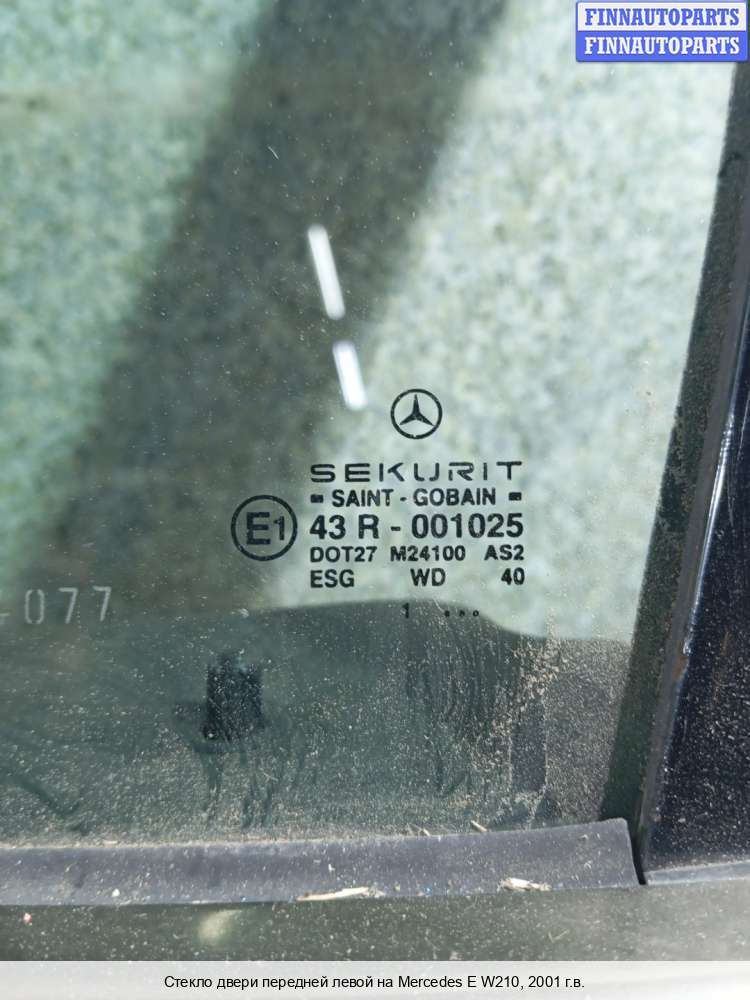 FINNAUTOPARTS
FINNAUTOPARTS
SEKURIT
SAINT - GOBAIN
E1 43 R - 001025
DOT27 M24100 AS2
ESG WD 40
1 ...
077
Стекло двери передней левой на Mercedes E W210, 2001 г.в.